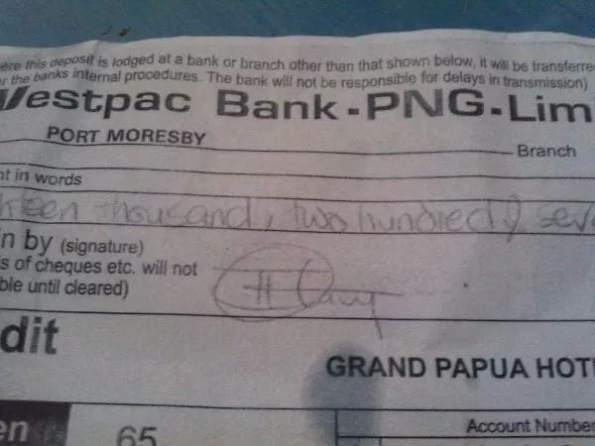 ere this deposit is lodged at a bank or branch other than that shown below, it will be transferre
the banks internal procedures. The bank will not be responsible for delays in transmission)
Westpac Bank-PNG-Lim
PORT MORESBY
Branch
nt in words
teen thousand, two hundred & seve
n by (signature)
s of cheques etc. will not
ble until cleared)
dit
GRAND PAPUA HOT
en
65
Account Number